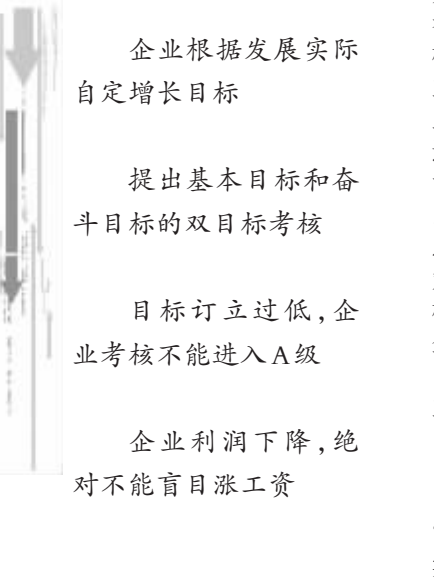 企业根据发展实际
自定增长目标
提出基本目标和奋
斗目标的双目标考核
目标订立过低,企
业考核不能进入A级
企业利润下降,绝
对不能盲目涨工资